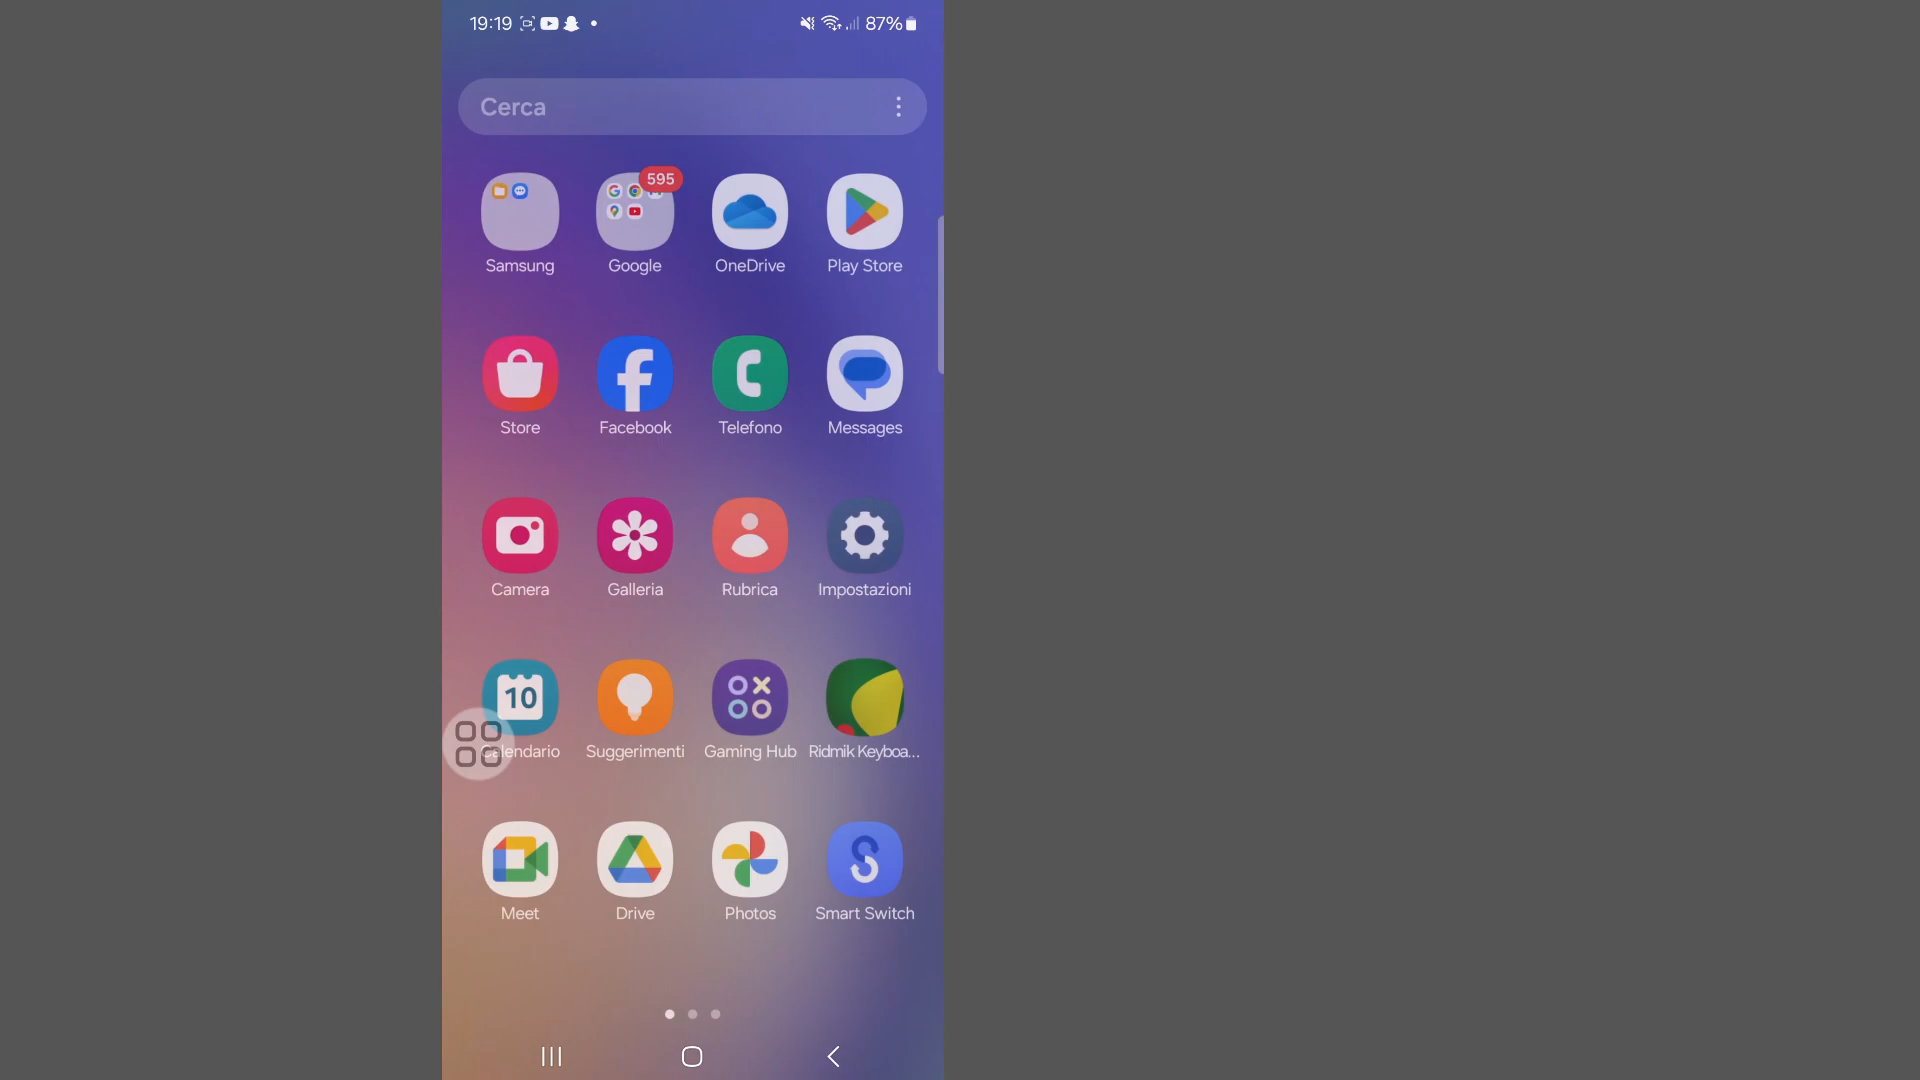 19:19
87%
Cerca
595
Samsung
Google
OneDrive
Play Store
Store
Facebook
Telefono
Messages
Camera
Galleria
Rubrica
Impostazioni
10
Calendario
Suggerimenti
Gaming Hub
Ridmik Keyboa...
Meet
Drive
Photos
Smart Switch